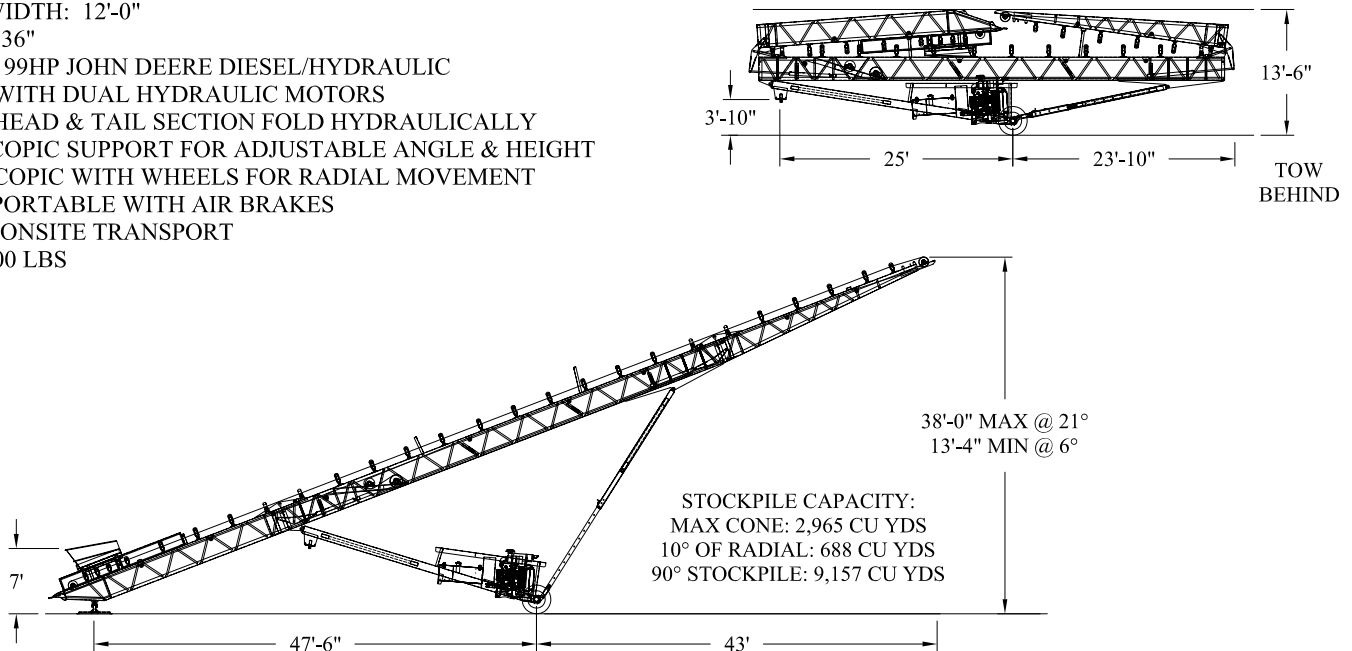 WIDTH: 12'-0"
36"
99HP JOHN DEERE DIESEL/HYDRAULIC
WITH DUAL HYDRAULIC MOTORS
HEAD & TAIL SECTION FOLD HYDRAULICALLY
COPIC SUPPORT FOR ADJUSTABLE ANGLE & HEIGHT
COPIC WITH WHEELS FOR RADIAL MOVEMENT
PORTABLE WITH AIR BRAKES
ONSITE TRANSPORT
00 LBS
13'-6"
3'-10"
25'
23'-10"
TOW
BEHIND
38'-0" MAX @ 21°
13'-4" MIN @ 6°
STOCKPILE CAPACITY:
MAX CONE: 2,965 CU YDS
10° OF RADIAL: 688 CU YDS
90° STOCKPILE: 9,157 CU YDS
7'
47'-6"
43'